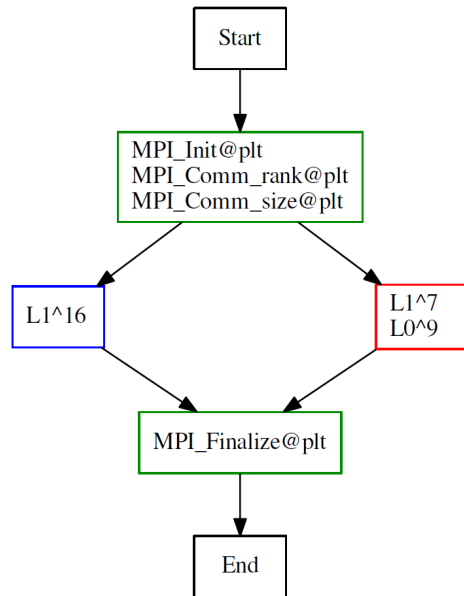 Start
MPI_Init@plt
MPI_Comm_rank@plt
MPI_Comm_size@plt
L1^16
L1^7
L0^9
MPI_Finalize@plt
End